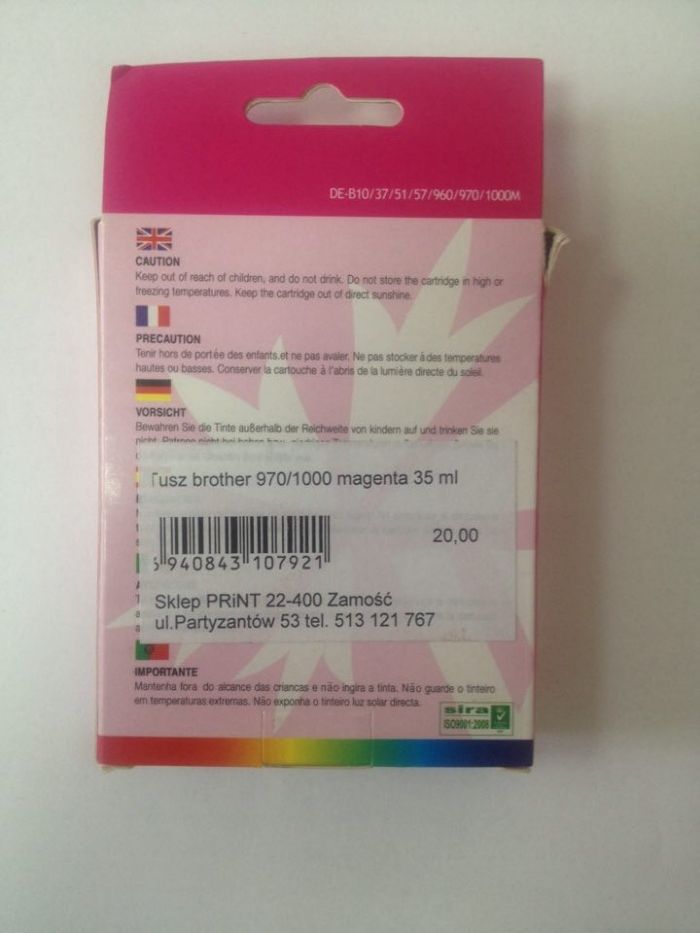 DE-B10/37/51/57/960/970/1000M
CAUTION
Keep out of reach of children, and do not drink. Do not store the cartridge in high or
freezing temperatures. Keep the cartridge out of direct sunshine.
PRECAUTION
Tenir hors de portée des enfants.et ne pas avaler. Ne pas stocker à des temperatures
hautes ou basses. Conserver la cartouche à l'abris de la lumière directe du soleil.
VORSICHT
Bewahren Sie die Tinte außerhalb der Reichweite von kindern auf und trinken Sie sie
nicht. Patrone nicht bei hohen bzw.
Tusz brother 970/1000 magenta 35 ml
20,00
5 940843 107921
Sklep PRiNT 22-400 Zamość
ul.Partyzantów 53 tel. 513 121 767
IMPORTANTE
Mantenha fora do alcance das criancas e não ingira a tinta. Não guarde o tinteiro
em temperaturas extremas. Não exponha o tinteiro luz solar directa.
sira
ISO9001:2008